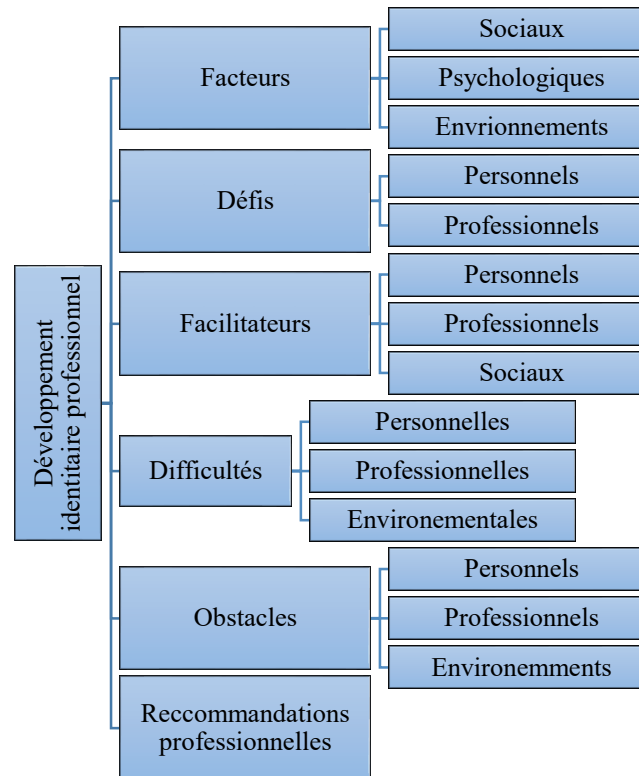 Développement
identitaire professionnel
Facteurs
Sociaux
Psychologiques
Envrionnements
Défis
Personnels
Professionnels
Facilitateurs
Personnels
Professionnels
Sociaux
Difficultés
Personnelles
Professionnelles
Environementales
Obstacles
Personnels
Professionnels
Environemments
Reccommandations
professionnelles